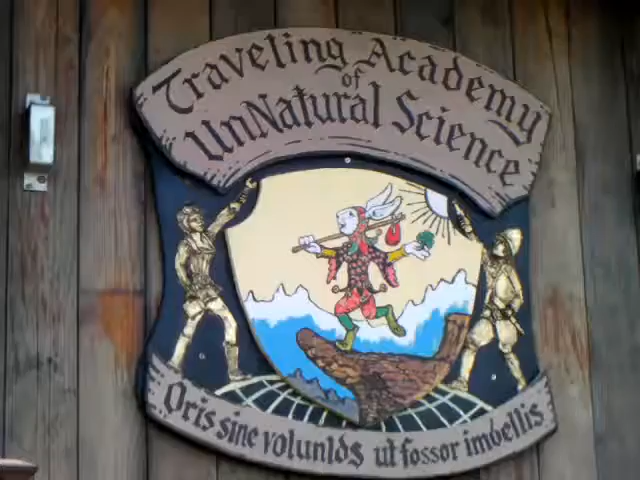 Traveling Academy
of
UnNatural Science
Oris sine volunlds ut fossor imbellis